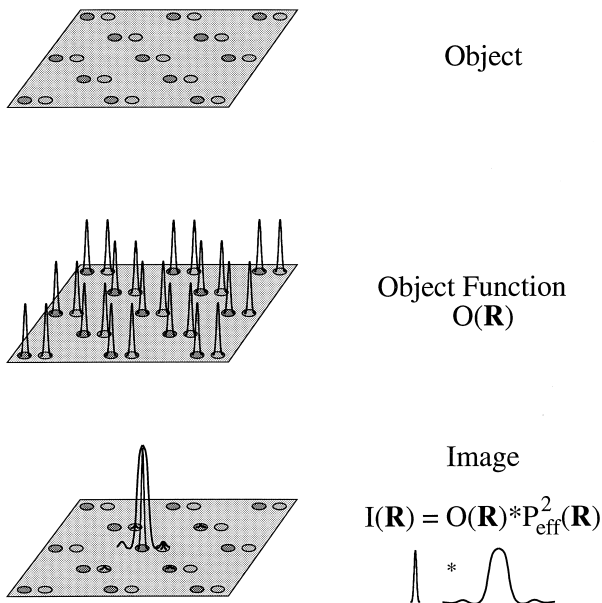 Object
Object Function
O(R)
Image
I(R) = O(R)*P²eff(R)
*